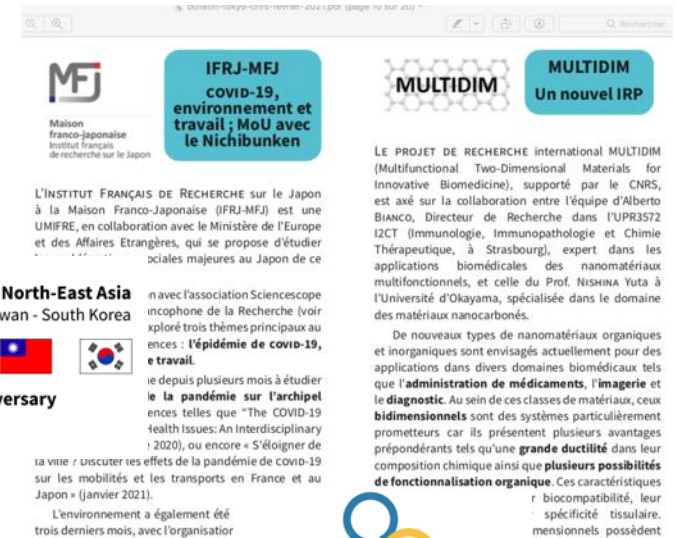 bulletin-tokyo-cnrs-fevrier-2021.pdf (page 10 sur 20)
Rechercher
MFJ
Maison
franco-japonaise
Institut français
de recherche sur le Japon
IFRJ-MFJ
COVID-19,
environnement et
travail ; MoU avec
le Nichibunken
L'INSTITUT FRANÇAIS DE RECHERCHE sur le Japon
à la Maison Franco-Japonaise (IFRJ-MFJ) est une
UMIFRE, en collaboration avec le Ministère de l'Europe
et des Affaires Etrangères, qui se propose d'étudier
ociales majeures au Japon de ce
North-East Asia
wan - South Korea
versary
n avec l'association Sciencescope
ncophone de la Recherche (voir
xploré trois thèmes principaux au
ences : l'épidémie de COVID-19,
e travail.
e depuis plusieurs mois à étudier
e la pandémie sur l'archipel
ences telles que "The COVID-19
Health Issues: An Interdisciplinary
2020), ou encore « S'éloigner de
la ville ? Discuter les effets de la pandémie de COVID-19
sur les mobilités et les transports en France et au
Japon » (janvier 2021).
L'environnement a également été
trois derniers mois, avec l'organisation
MULTIDIM
MULTIDIM
Un nouvel IRP
LE PROJET DE RECHERCHE international MULTIDIM
(Multifunctional Two-Dimensional Materials for
Innovative Biomedicine), supporté par le CNRS,
est axé sur la collaboration entre l'équipe d'Alberto
BIANCO, Directeur de Recherche dans l'UPR3572
I2CT (Immunologie, Immunopathologie et Chimie
Thérapeutique, à Strasbourg), expert dans les
applications biomédicales des nanomatériaux
multifonctionnels, et celle du Prof. NISHINA Yuta à
l'Université d'Okayama, spécialisée dans le domaine
des matériaux nanocarbonés.
De nouveaux types de nanomatériaux organiques
et inorganiques sont envisagés actuellement pour des
applications dans divers domaines biomédicaux tels
que l'administration de médicaments, l'imagerie et
le diagnostic. Au sein de ces classes de matériaux, ceux
bidimensionnels sont des systèmes particulièrement
prometteurs car ils présentent plusieurs avantages
prépondérants tels qu'une grande ductilité dans leur
composition chimique ainsi que plusieurs possibilités
de fonctionnalisation organique. Ces caractéristiques
r biocompatibilité, leur
spécificité tissulaire.
mensionnels possèdent